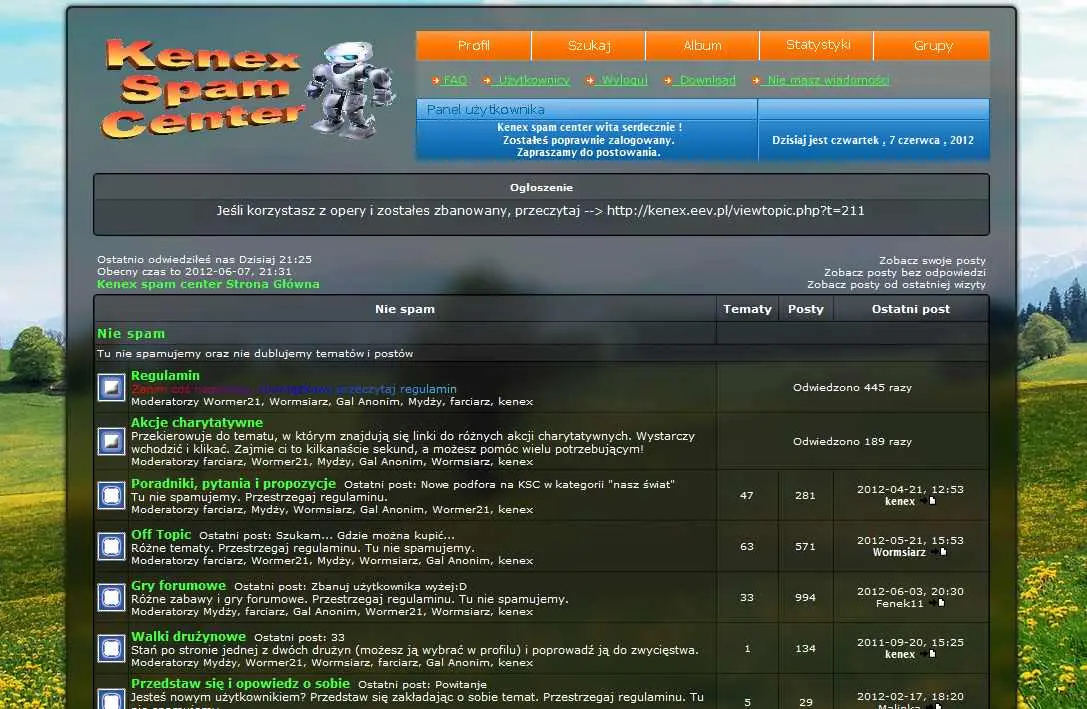 Kenex
Spam
Center
Profil
Szukaj
Album
Statystyki
Grupy
FAQ
Użytkownicy
Wyloguj
Download
Nie masz wiadomości
Panel użytkownika
Kenex spam center wita serdecznie !
Zostałeś poprawnie zalogowany.
Zapraszamy do postowania.
Dzisiaj jest czwartek , 7 czerwca , 2012
Ogłoszenie
Jeśli korzystasz z opery i zostałes zbanowany, przeczytaj --> http://kenex.eev.pl/viewtopic.php?t=211
Ostatnio odwiedziłeś nas Dzisiaj 21:25
Obecny czas to 2012-06-07, 21:31
Kenex spam center Strona Główna
Zobacz swoje posty
Zobacz posty bez odpowiedzi
Zobacz posty od ostatniej wizyty
Nie spam Tematy Posty Ostatni post
Nie spam
Tu nie spamujemy oraz nie dublujemy tematów i postów
Regulamin
Zanim coś przeczytaj regulamin
Moderatorzy Wormer21, Wormsiarz, Gal Anonim, Mydży, farciarz, kenex
Odwiedzono 445 razy
Akcje charytatywne
Przekierowuje do tematu, w którym znajdują się linki do różnych akcji charytatywnych. Wystarczy
wchodzić i klikać. Zajmie ci to kilkanaście sekund, a możesz pomóc wielu potrzebującym!
Moderatorzy farciarz, Wormer21, Mydży, Gal Anonim, Wormsiarz, kenex
Odwiedzono 189 razy
Poradniki, pytania i propozycje Ostatni post: Nowe podfora na KSC w kategorii "nasz świat"
Tu nie spamujemy. Przestrzegaj regulaminu.
Moderatorzy farciarz, Mydży, Wormsiarz, Gal Anonim, Wormer21, kenex
47
281
2012-04-21, 12:53
kenex
Off Topic Ostatni post: Szukam... Gdzie można kupić...
Różne tematy. Przestrzegaj regulaminu. Tu nie spamujemy.
Moderatorzy farciarz, Wormer21, Mydży, Wormsiarz, Gal Anonim, kenex
63
571
2012-05-21, 15:53
Wormsiarz
Gry forumowe Ostatni post: Zbanuj użytkownika wyżej:D
Różne zabawy i gry forumowe. Przestrzegaj regulaminu. Tu nie spamujemy.
Moderatorzy Mydży, farciarz, Gal Anonim, Wormer21, Wormsiarz, kenex
33
994
2012-06-03, 20:30
Fenek11
Walki drużynowe Ostatni post: 33
Stań po stronie jednej z dwóch drużyn (możesz ją wybrać w profilu) i poprowadź ją do zwycięstwa.
Moderatorzy Mydży, Wormer21, Wormsiarz, farciarz, Gal Anonim, kenex
1
134
2011-09-20, 15:25
kenex
Przedstaw się i opowiedz o sobie Ostatni post: Powitanie
Jesteś nowym użytkownikiem? Przedstaw się zakładając o sobie temat. Przestrzegaj regulaminu. Tu
nie spamujemy.
5
29
2012-02-17, 18:20
Malinka